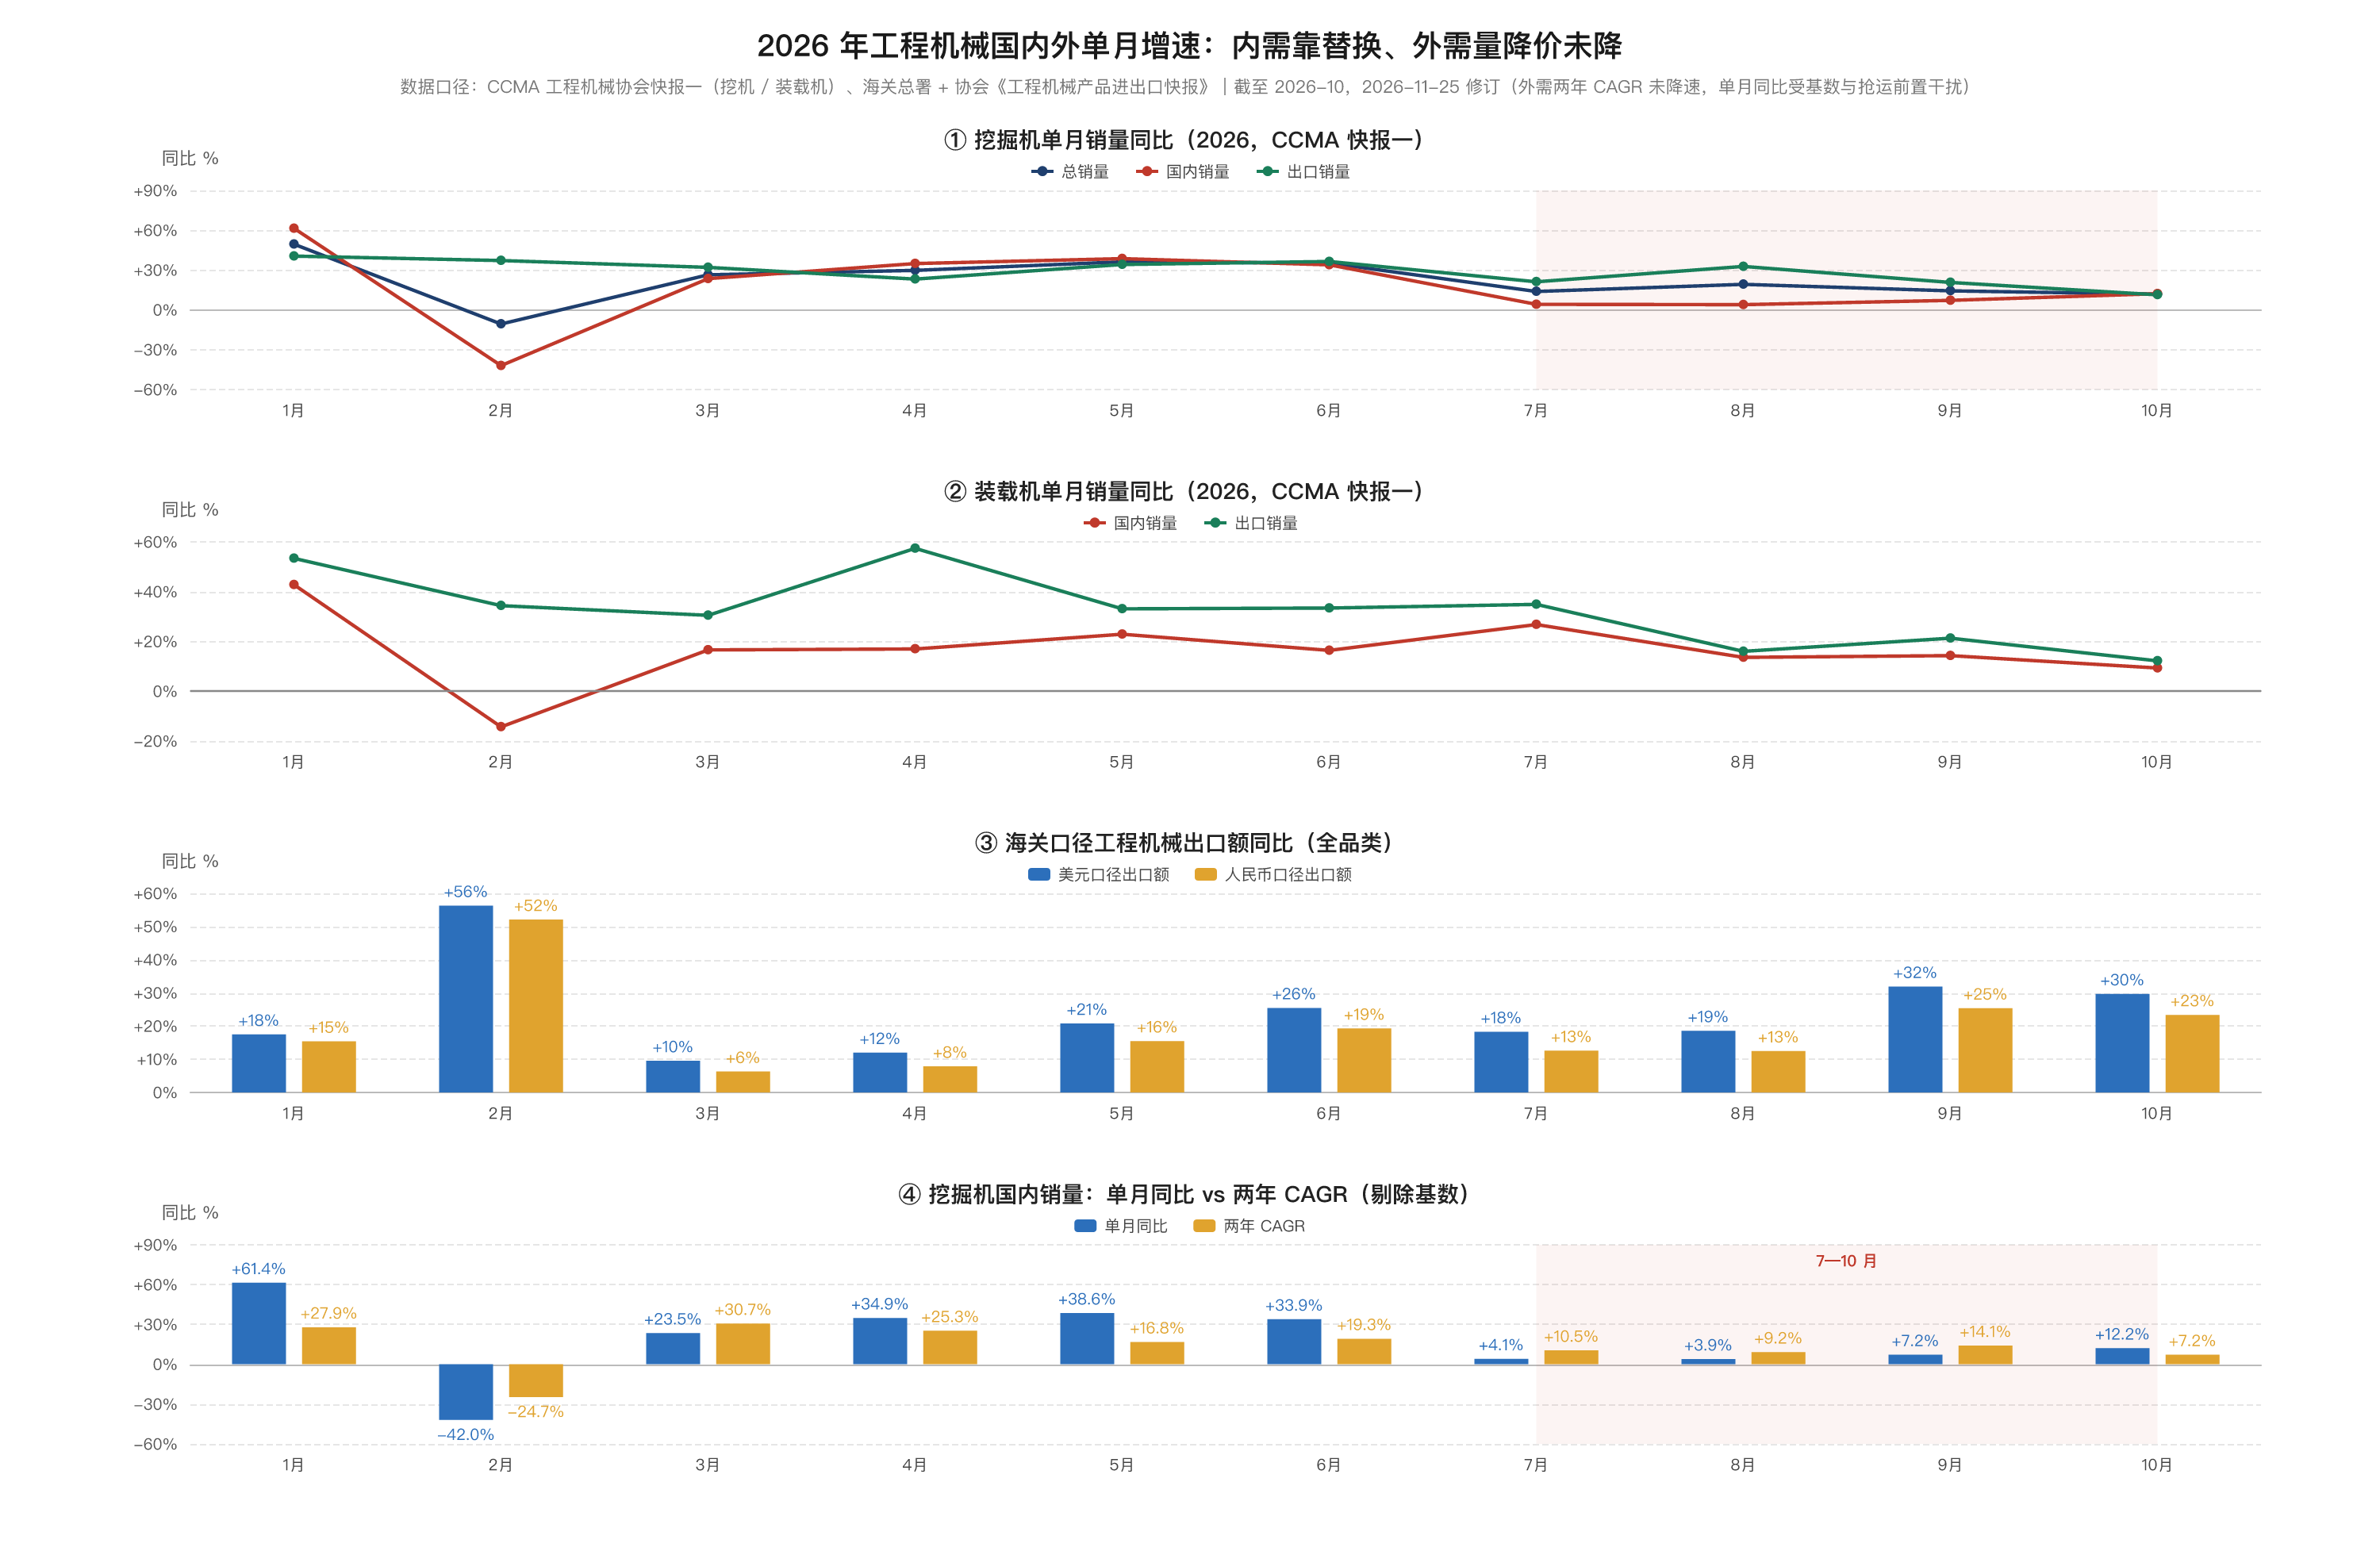 2026 年工程机械国内外单月增速：内需靠替换、外需量降价未降
数据口径：CCMA 工程机械协会快报一（挖机 / 装载机）、海关总署 + 协会《工程机械产品进出口快报》｜截至 2026-10，2026-11-25 修订（外需两年 CAGR 未降速，单月同比受基数与抢运前置干扰）
① 挖掘机单月销量同比（2026，CCMA 快报一）
同比 %
总销量 国内销量 出口销量
+90%
+60%
+30%
0%
-30%
-60%
1月 2月 3月 4月 5月 6月 7月 8月 9月 10月
② 装载机单月销量同比（2026，CCMA 快报一）
同比 %
国内销量 出口销量
+60%
+40%
+20%
0%
-20%
1月 2月 3月 4月 5月 6月 7月 8月 9月 10月
③ 海关口径工程机械出口额同比（全品类）
同比 %
美元口径出口额 人民币口径出口额
+60%
+50%
+40%
+30%
+20%
+10%
0%
+18% +15% +56% +52% +10% +6% +12% +8% +21% +16% +26% +19% +18% +13% +19% +13% +32% +25% +30% +23%
1月 2月 3月 4月 5月 6月 7月 8月 9月 10月
④ 挖掘机国内销量：单月同比 vs 两年 CAGR（剔除基数）
同比 %
单月同比 两年 CAGR
+90%
+60%
+30%
0%
-30%
-60%
7—10 月
+61.4% +27.9% -42.0% -24.7% +23.5% +30.7% +34.9% +25.3% +38.6% +16.8% +33.9% +19.3% +4.1% +10.5% +3.9% +9.2% +7.2% +14.1% +12.2% +7.2%
1月 2月 3月 4月 5月 6月 7月 8月 9月 10月